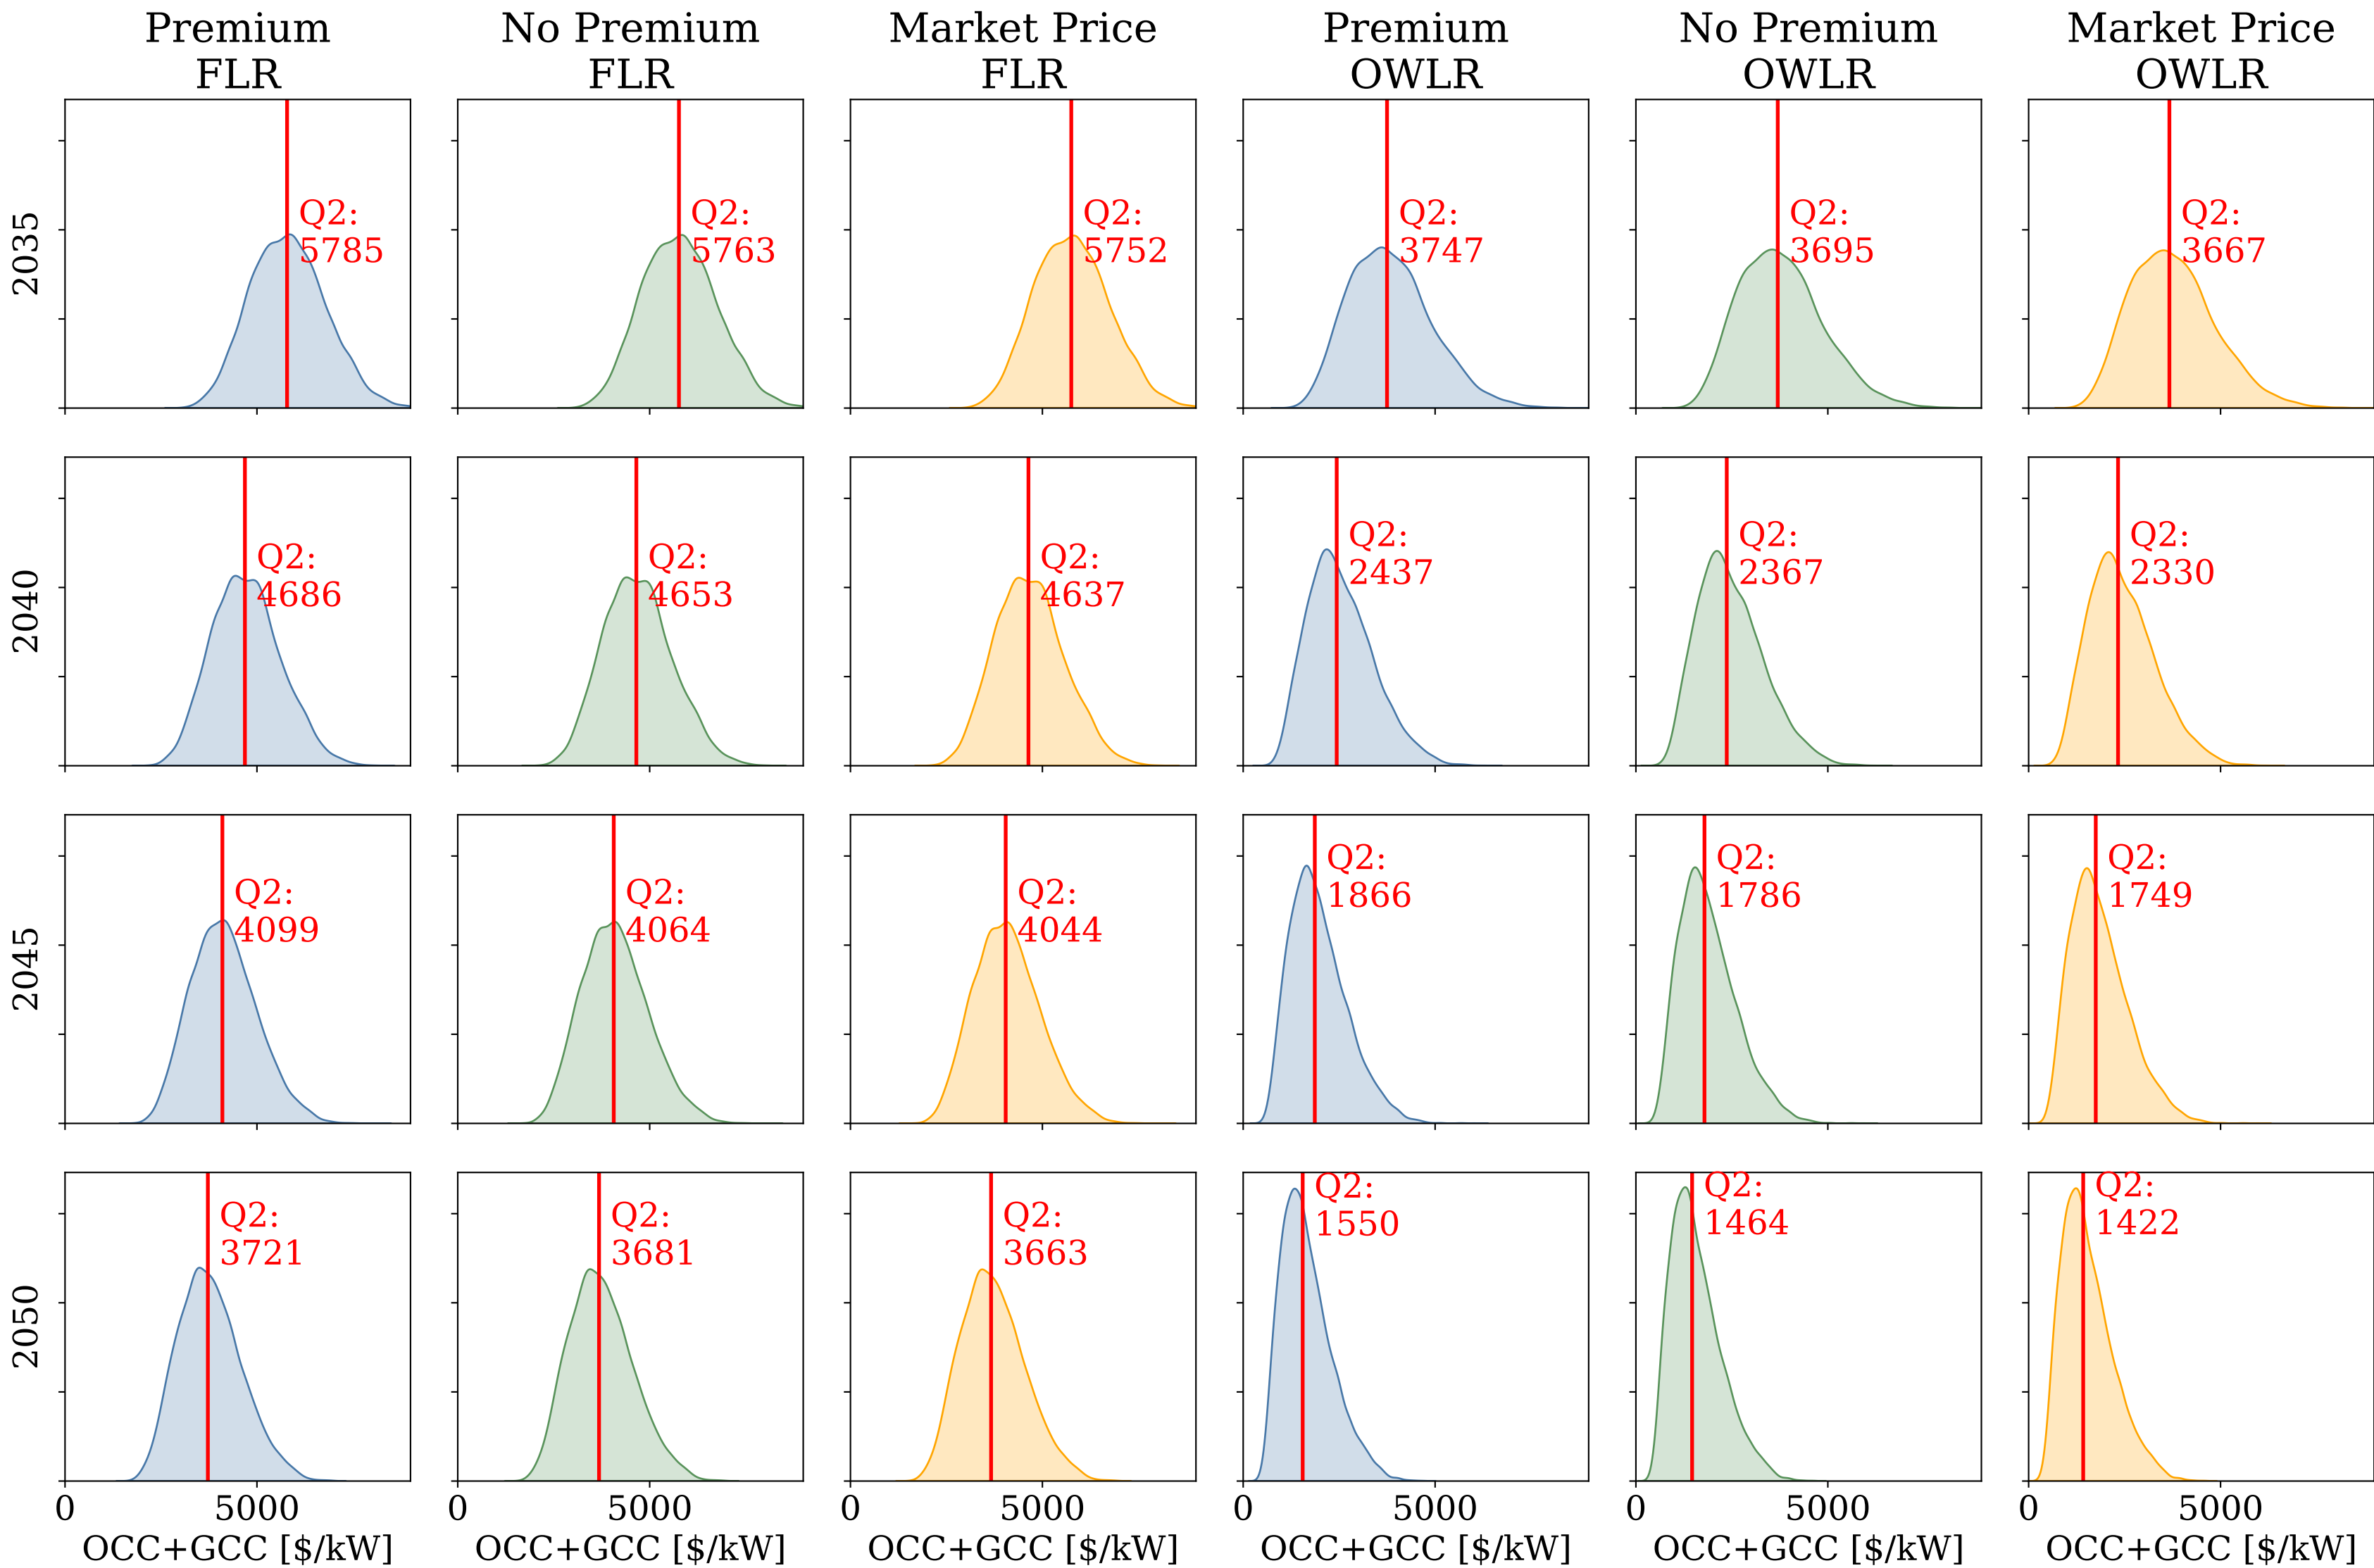 Premium
FLR
No Premium
FLR
Market Price
FLR
Premium
OWLR
No Premium
OWLR
Market Price
OWLR
2035
Q2:
5785
Q2:
5763
Q2:
5752
Q2:
3747
Q2:
3695
Q2:
3667
2040
Q2:
4686
Q2:
4653
Q2:
4637
Q2:
2437
Q2:
2367
Q2:
2330
2045
Q2:
4099
Q2:
4064
Q2:
4044
Q2:
1866
Q2:
1786
Q2:
1749
2050
Q2:
3721
Q2:
3681
Q2:
3663
Q2:
1550
Q2:
1464
Q2:
1422
0 5000
0 5000
0 5000
0 5000
0 5000
0 5000
OCC+GCC [$/kW]
OCC+GCC [$/kW]
OCC+GCC [$/kW]
OCC+GCC [$/kW]
OCC+GCC [$/kW]
OCC+GCC [$/kW]